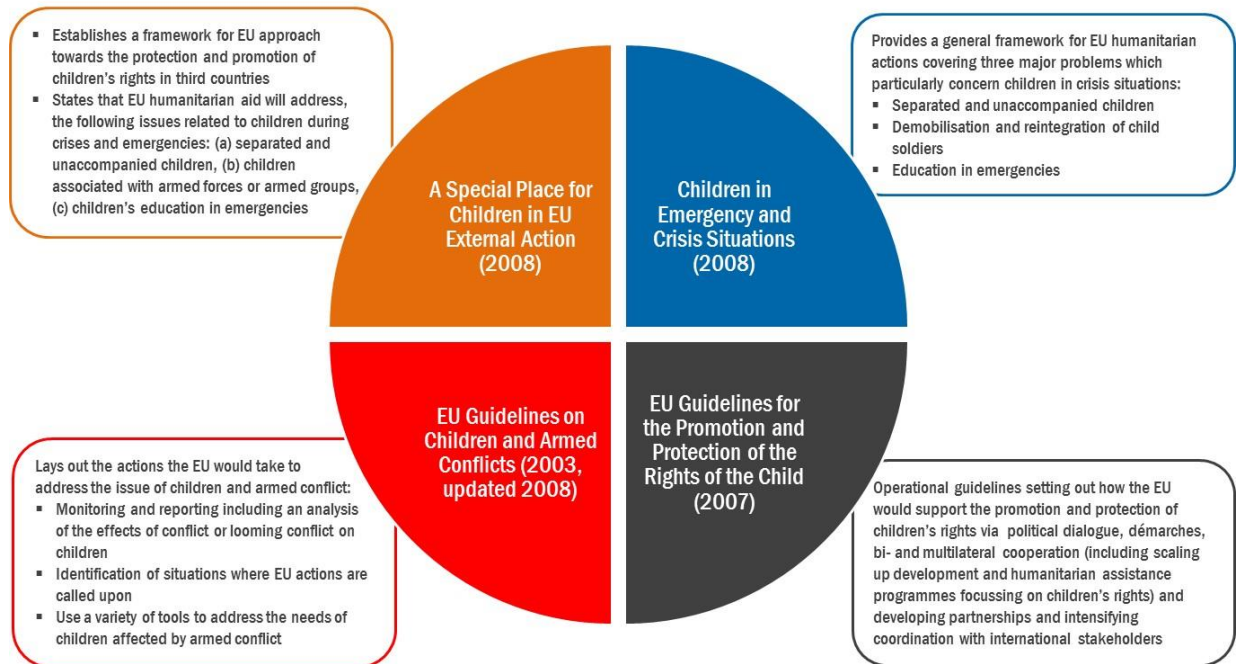 ▪ Establishes a framework for EU approach
towards the protection and promotion of
children's rights in third countries
▪ States that EU humanitarian aid will address,
the following issues related to children during
crises and emergencies: (a) separated and
unaccompanied children, (b) children
associated with armed forces or armed groups,
(c) children's education in emergencies
A Special Place for
Children in EU
External Action
(2008)
Children in
Emergency and
Crisis Situations
(2008)
Provides a general framework for EU humanitarian
actions covering three major problems which
particularly concern children in crisis situations:
▪ Separated and unaccompanied children
▪ Demobilisation and reintegration of child
soldiers
▪ Education in emergencies
Lays out the actions the EU would take to
address the issue of children and armed conflict:
▪ Monitoring and reporting including an analysis
of the effects of conflict or looming conflict on
children
▪ Identification of situations where EU actions are
called upon
▪ Use a variety of tools to address the needs of
children affected by armed conflict
EU Guidelines on
Children and Armed
Conflicts (2003,
updated 2008)
EU Guidelines for
the Promotion and
Protection of the
Rights of the Child
(2007)
Operational guidelines setting out how the EU
would support the promotion and protection of
children's rights via political dialogue, démarches,
bi- and multilateral cooperation (including scaling
up development and humanitarian assistance
programmes focussing on children's rights) and
developing partnerships and intensifying
coordination with international stakeholders